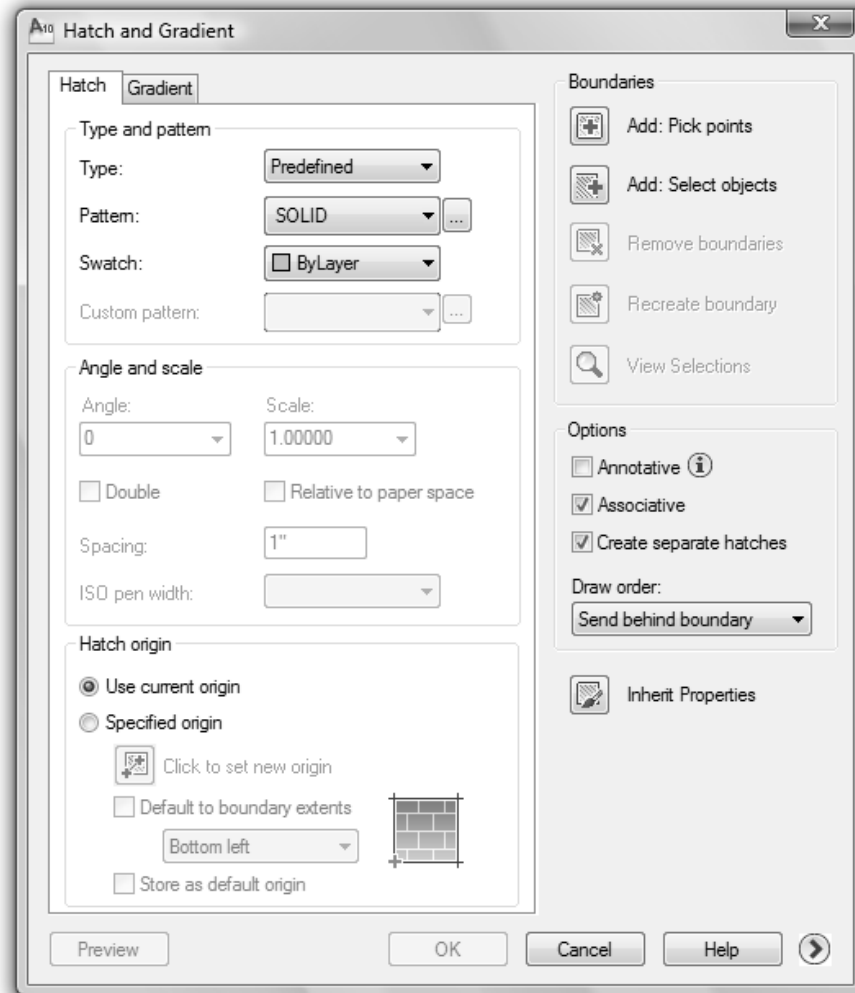 A10 Hatch and Gradient
Hatch
Gradient
Type and pattern
Type:
Predefined
Pattern:
SOLID
...
Swatch:
ByLayer
Custom pattern:
...
Angle and scale
Angle:
Scale:
0
1.00000
Double
Relative to paper space
Spacing:
1"
ISO pen width:
Hatch origin
Use current origin
Specified origin
Click to set new origin
Default to boundary extents
Bottom left
Store as default origin
Boundaries
Add: Pick points
Add: Select objects
Remove boundaries
Recreate boundary
View Selections
Options
Annotative
Associative
Create separate hatches
Draw order:
Send behind boundary
Inherit Properties
Preview
OK
Cancel
Help